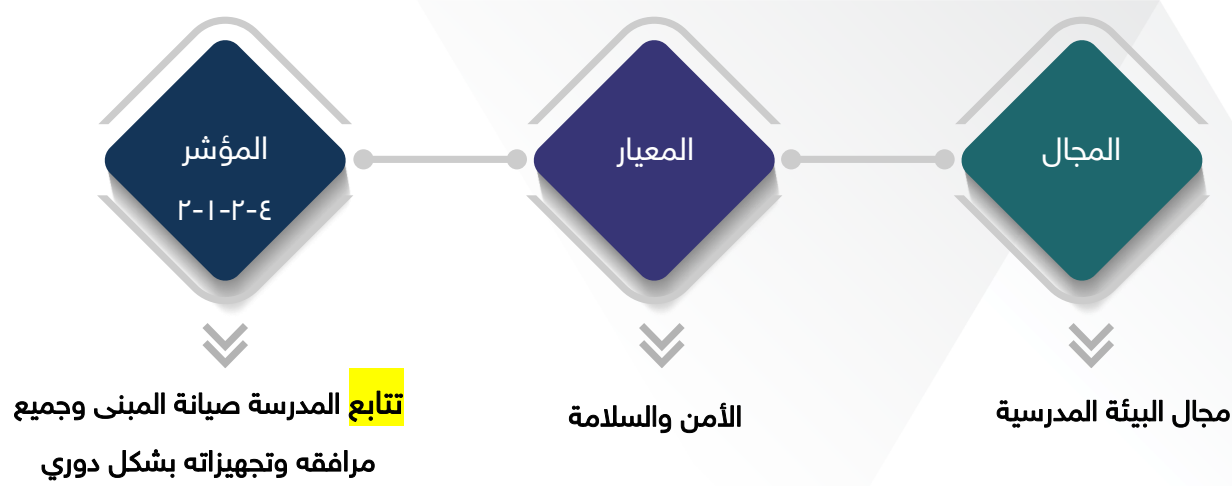 المجال
المعيار
المؤشر
٤-٢-١-٢
مجال البيئة المدرسية
الأمن والسلامة
تتابع المدرسة صيانة المبنى وجميع
مرافقه وتجهيزاته بشكل دوري